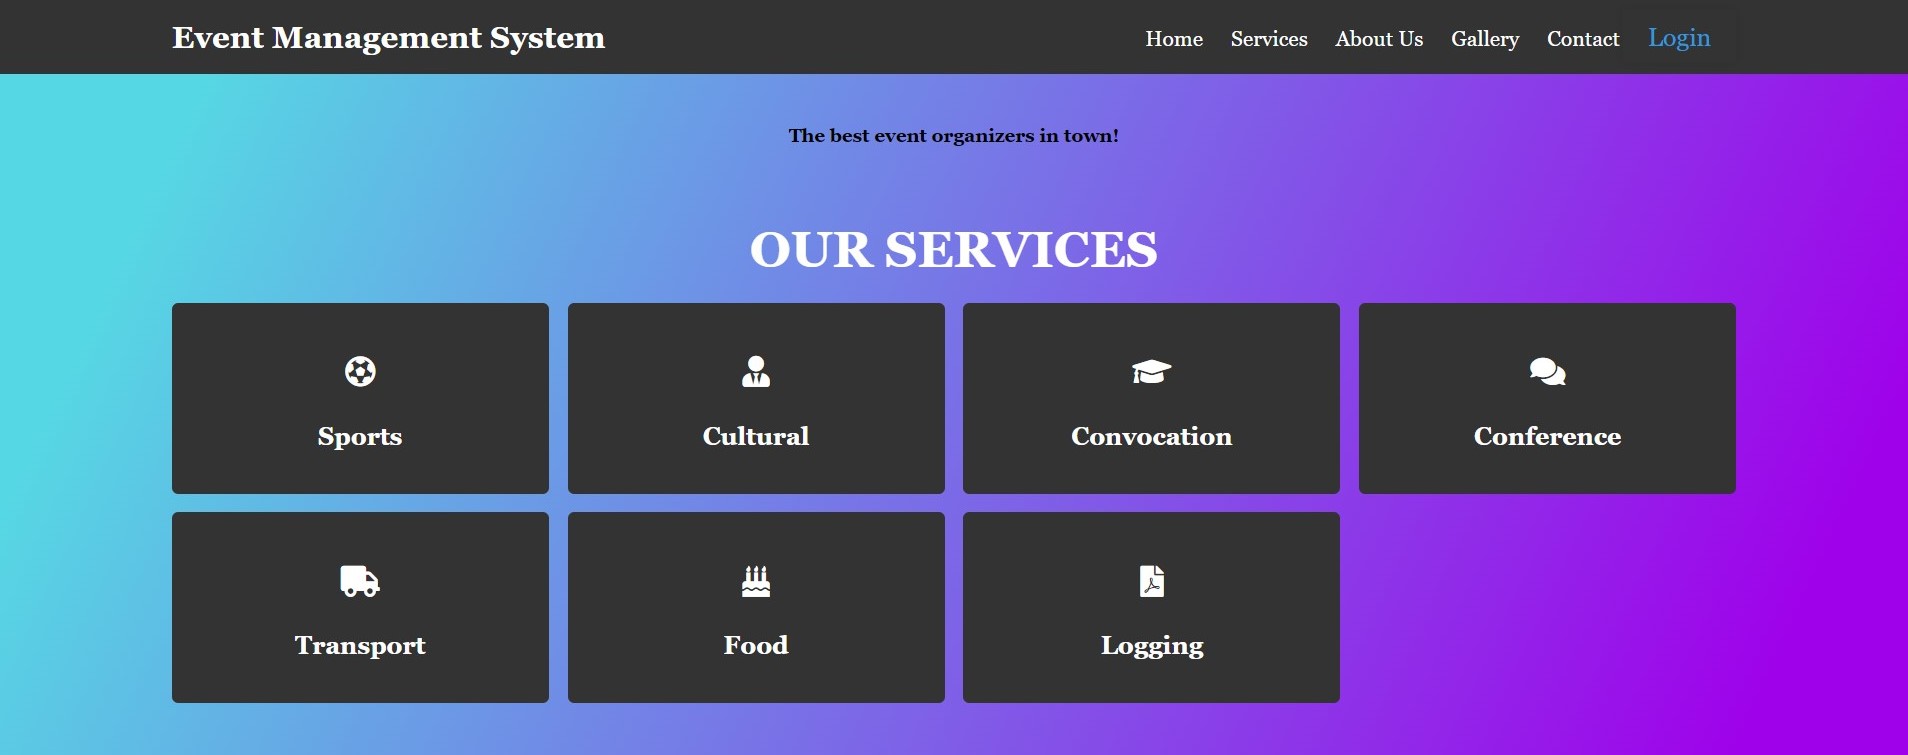 Event Management System
Home Services About Us Gallery Contact Login
The best event organizers in town!
OUR SERVICES
Sports Cultural Convocation Conference
Transport Food Logging